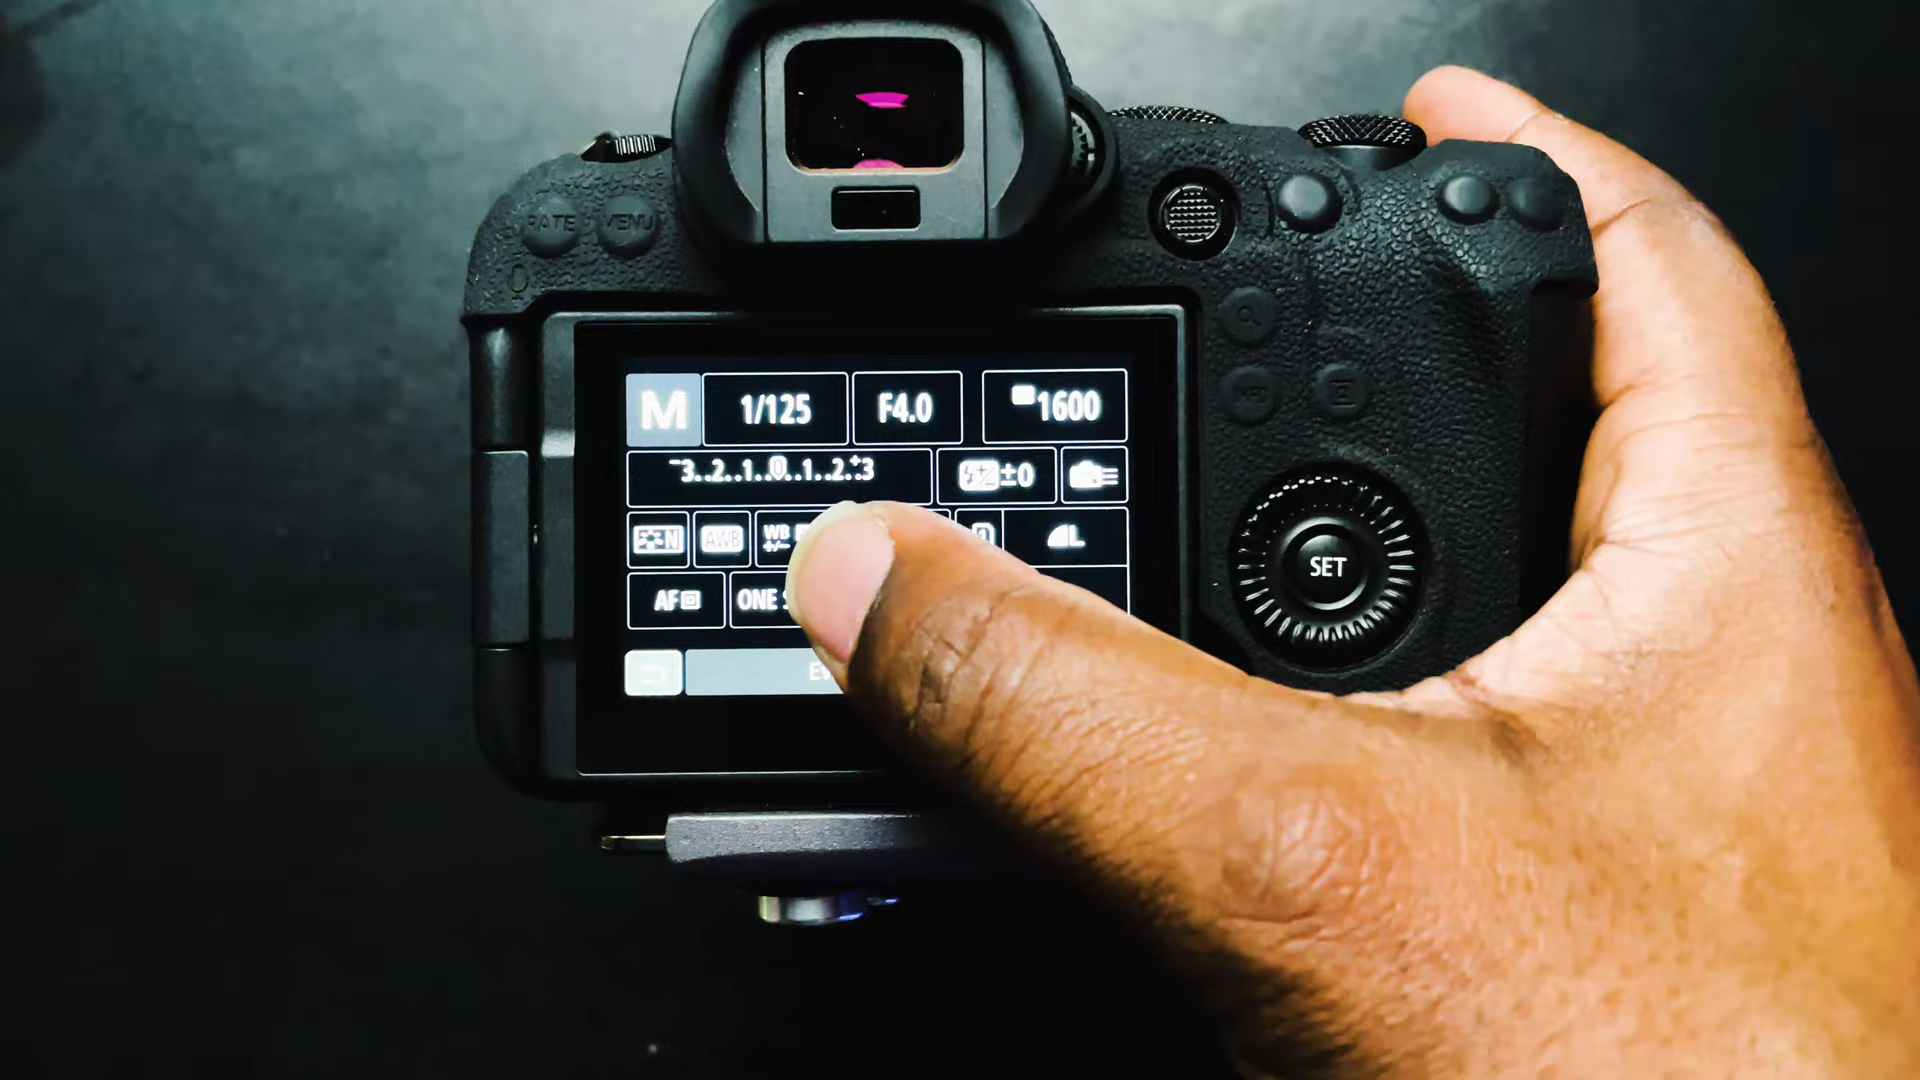 RATE MENU
M 1/125 F4.0 1600
-3..2..1..0..1..2..+3 ±0
N AWB WB +/- L
AF ONE
SET